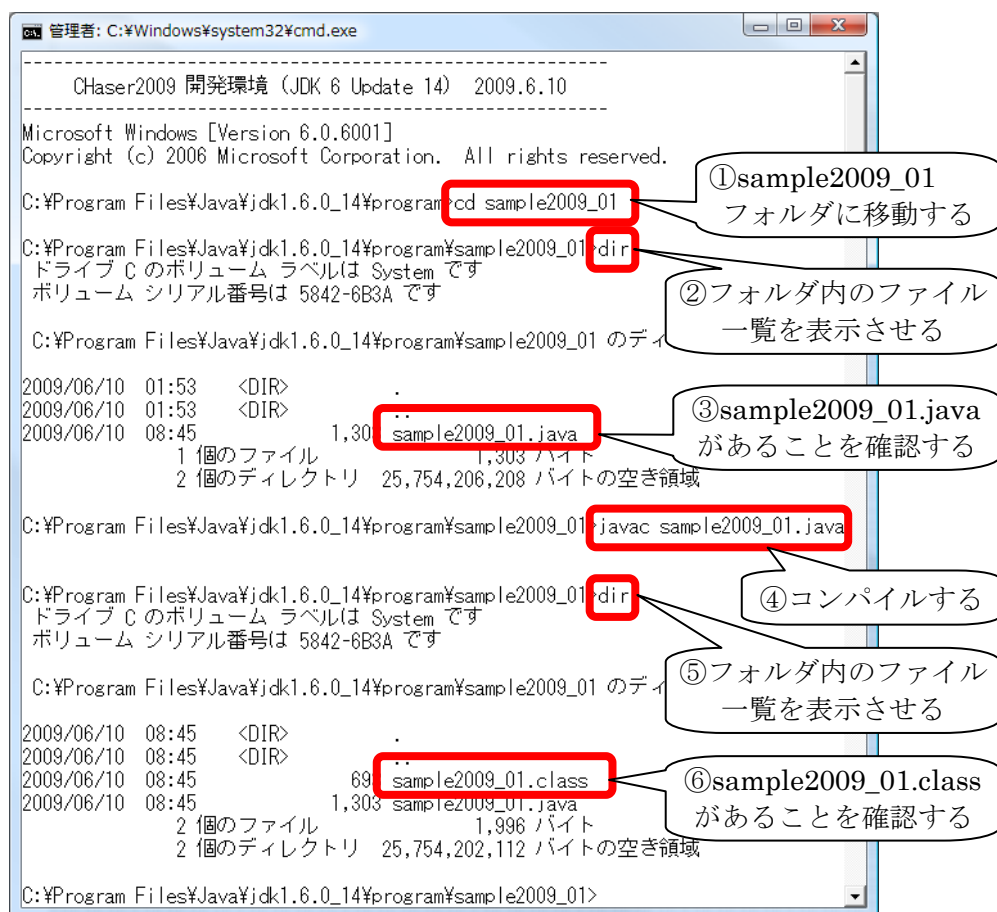 管理者: C:¥Windows¥system32¥cmd.exe
---------------------------------------------------------
CHaser2009 開発環境 (JDK 6 Update 14) 2009.6.10
---------------------------------------------------------
Microsoft Windows [Version 6.0.6001]
Copyright (c) 2006 Microsoft Corporation. All rights reserved.
C:¥Program Files¥Java¥jdk1.6.0_14¥program>cd sample2009_01
①sample2009_01
フォルダに移動する
C:¥Program Files¥Java¥jdk1.6.0_14¥program¥sample2009_01>dir
ドライブ C のボリューム ラベルは System です
ボリューム シリアル番号は 5842-6B3A です
②フォルダ内のファイル
一覧を表示させる
C:¥Program Files¥Java¥jdk1.6.0_14¥program¥sample2009_01 のディ
2009/06/10 01:53 <DIR> .
2009/06/10 01:53 <DIR> ..
2009/06/10 08:45 1,303 sample2009_01.java
1 個のファイル 1,303 バイト
2 個のディレクトリ 25,754,206,208 バイトの空き領域
③sample2009_01.java
があることを確認する
C:¥Program Files¥Java¥jdk1.6.0_14¥program¥sample2009_01>javac sample2009_01.java
④コンパイルする
C:¥Program Files¥Java¥jdk1.6.0_14¥program¥sample2009_01>dir
ドライブ C のボリューム ラベルは System です
ボリューム シリアル番号は 5842-6B3A です
⑤フォルダ内のファイル
一覧を表示させる
C:¥Program Files¥Java¥jdk1.6.0_14¥program¥sample2009_01 のディ
2009/06/10 08:45 <DIR> .
2009/06/10 08:45 <DIR> ..
2009/06/10 08:45 693 sample2009_01.class
2009/06/10 08:45 1,303 sample2009_01.java
2 個のファイル 1,996 バイト
2 個のディレクトリ 25,754,202,112 バイトの空き領域
⑥sample2009_01.class
があることを確認する
C:¥Program Files¥Java¥jdk1.6.0_14¥program¥sample2009_01>